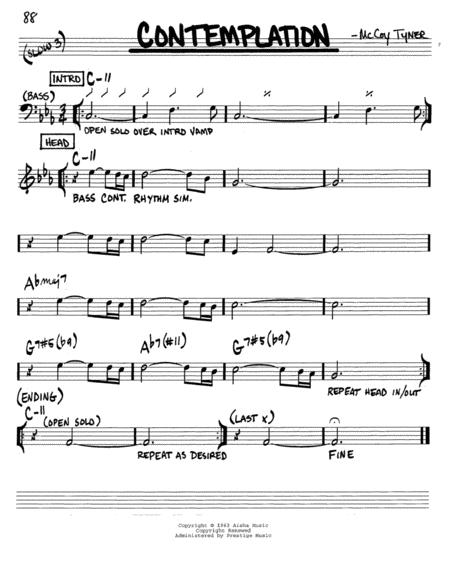 88
CONTEMPLATION
-McCoy Tyner
(SLOW 3)
INTRO C-11
(BASS)
OPEN SOLO OVER INTRO VAMP
HEAD
C-11
BASS CONT. RHYTHM SIM.
Abmaj7
G7#5(b9) Ab7(#11) G7#5(b9)
REPEAT HEAD IN/OUT
(ENDING)
C-11
(OPEN SOLO) (LAST X)
REPEAT AS DESIRED FINE
Copyright © 1963 Aisha Music
Copyright Renewed
Administered by Prestige Music